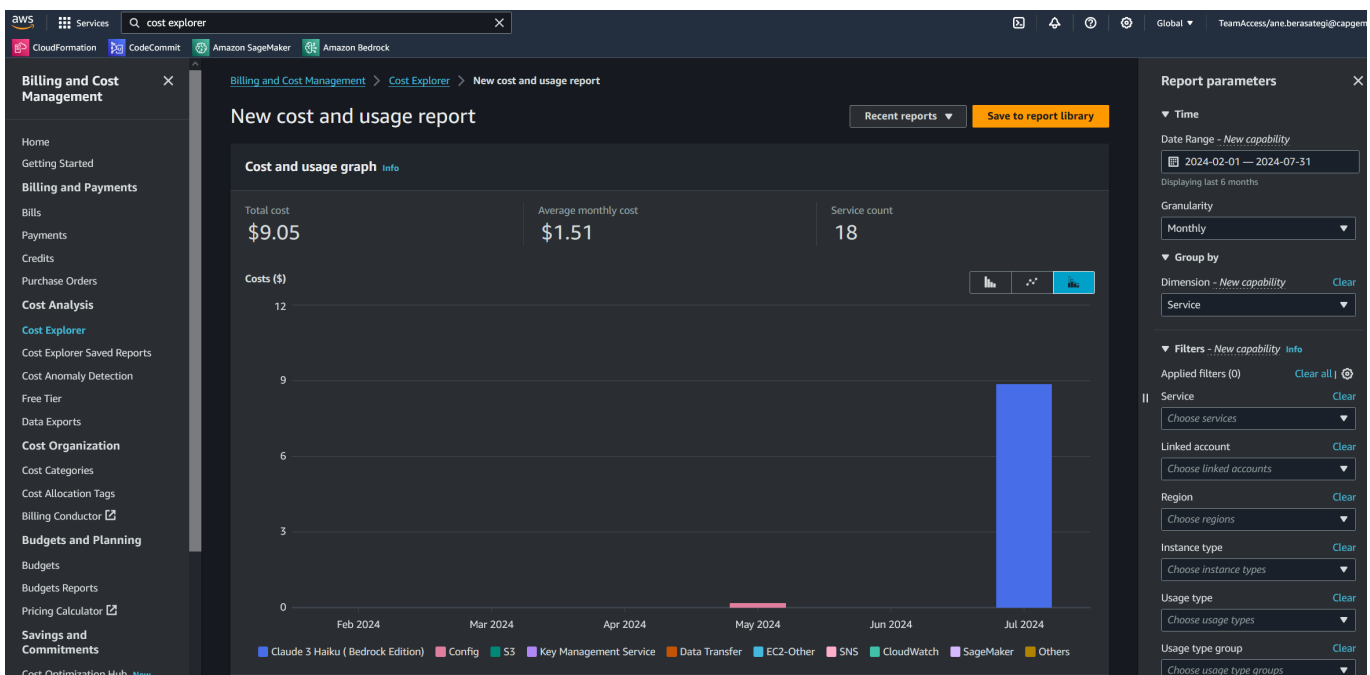 aws Services cost explorer Global ▼ TeamAccess/ane.berasategi@capgem
CloudFormation CodeCommit Amazon SageMaker Amazon Bedrock
Billing and Cost
Management
Home
Getting Started
Billing and Payments
Bills
Payments
Credits
Purchase Orders
Cost Analysis
Cost Explorer
Cost Explorer Saved Reports
Cost Anomaly Detection
Free Tier
Data Exports
Cost Organization
Cost Categories
Cost Allocation Tags
Billing Conductor
Budgets and Planning
Budgets
Budgets Reports
Pricing Calculator
Savings and
Commitments
Cost Optimization Hub New
Billing and Cost Management > Cost Explorer > New cost and usage report
New cost and usage report
Recent reports ▼ Save to report library
Cost and usage graph Info
Total cost Average monthly cost Service count
$9.05 $1.51 18
Costs ($)
12
9
6
3
0
Feb 2024 Mar 2024 Apr 2024 May 2024 Jun 2024 Jul 2024
Claude 3 Haiku ( Bedrock Edition) Config S3 Key Management Service Data Transfer EC2-Other SNS CloudWatch SageMaker Others
Report parameters
▼ Time
Date Range - New capability
2024-02-01 — 2024-07-31
Displaying last 6 months
Granularity
Monthly
▼ Group by
Dimension - New capability Clear
Service
▼ Filters - New capability Info
Applied filters (0) Clear all |
Service Clear
Choose services
Linked account Clear
Choose linked accounts
Region Clear
Choose regions
Instance type Clear
Choose instance types
Usage type Clear
Choose usage types
Usage type group Clear
Choose usage type groups